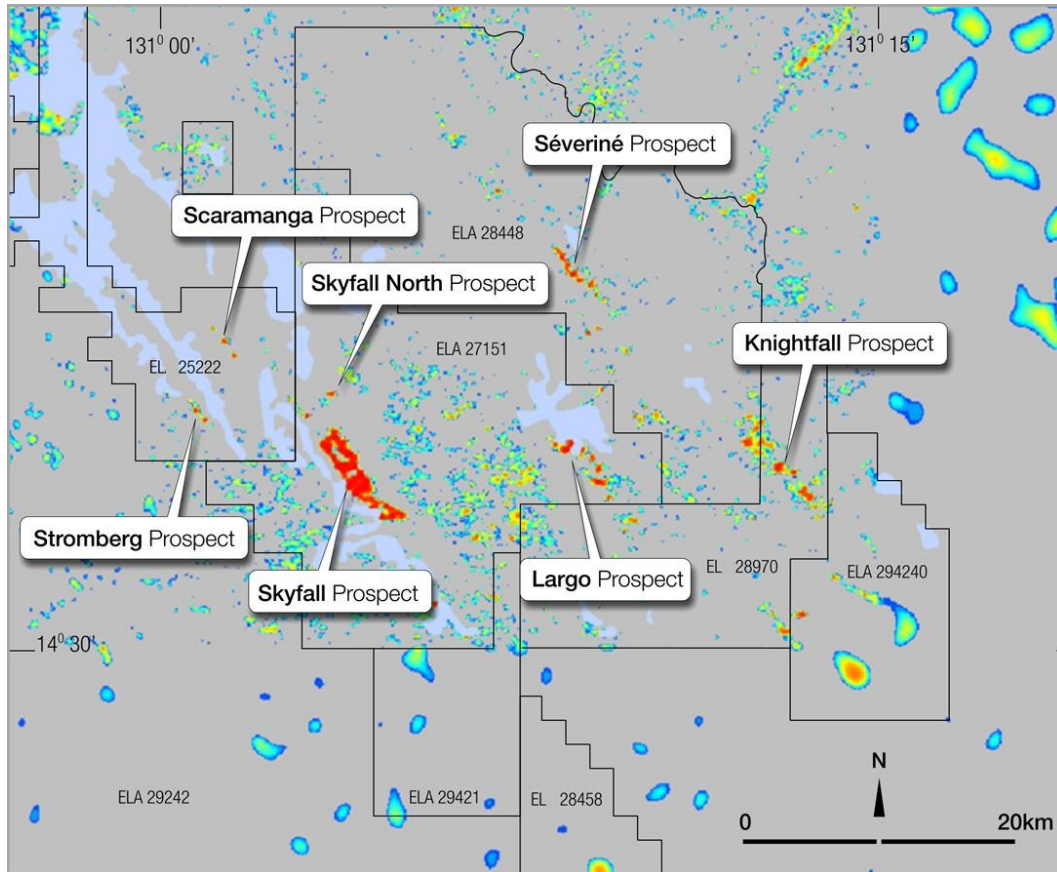 131⁰ 00’
131⁰ 15’
Séveriné Prospect
Scaramanga Prospect
ELA 28448
Skyfall North Prospect
Knightfall Prospect
ELA 27151
EL 25222
Stromberg Prospect
Skyfall Prospect
Largo Prospect
EL 28970
ELA 294240
14⁰ 30’
N
ELA 29242
ELA 29421
EL 28458
0
20km